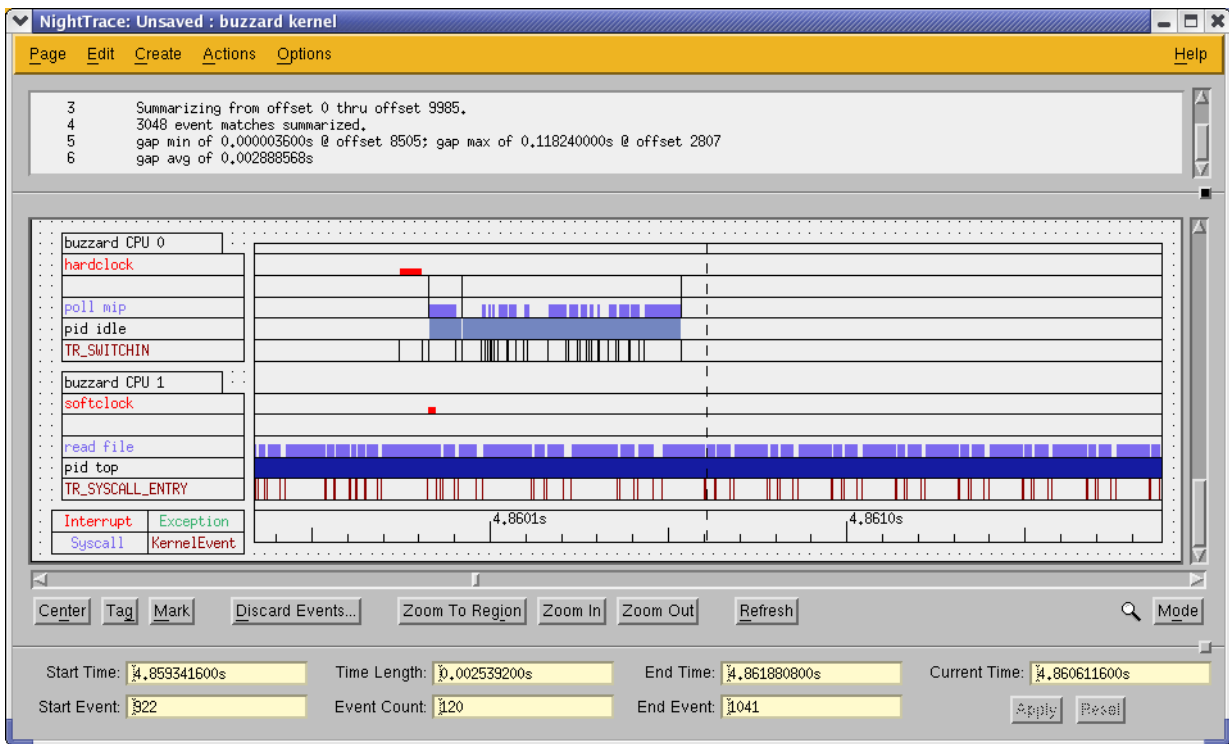 NightTrace: Unsaved : buzzard kernel
Page Edit Create Actions Options Help
3 Summarizing from offset 0 thru offset 9985.
4 3048 event matches summarized.
5 gap min of 0.000003600s @ offset 8505; gap max of 0.118240000s @ offset 2807
6 gap avg of 0.002888568s
buzzard CPU 0
hardclock
poll mip
pid idle
TR_SWITCHIN
buzzard CPU 1
softclock
read file
pid top
TR_SYSCALL_ENTRY
Interrupt Exception
Syscall KernelEvent
4.8601s 4.8610s
Center Tag Mark Discard Events... Zoom To Region Zoom In Zoom Out Refresh Mode
Start Time: 4.859341600s Time Length: 0.002539200s End Time: 4.861880800s Current Time: 4.860611600s
Start Event: 922 Event Count: 120 End Event: 1041 Apply Reset